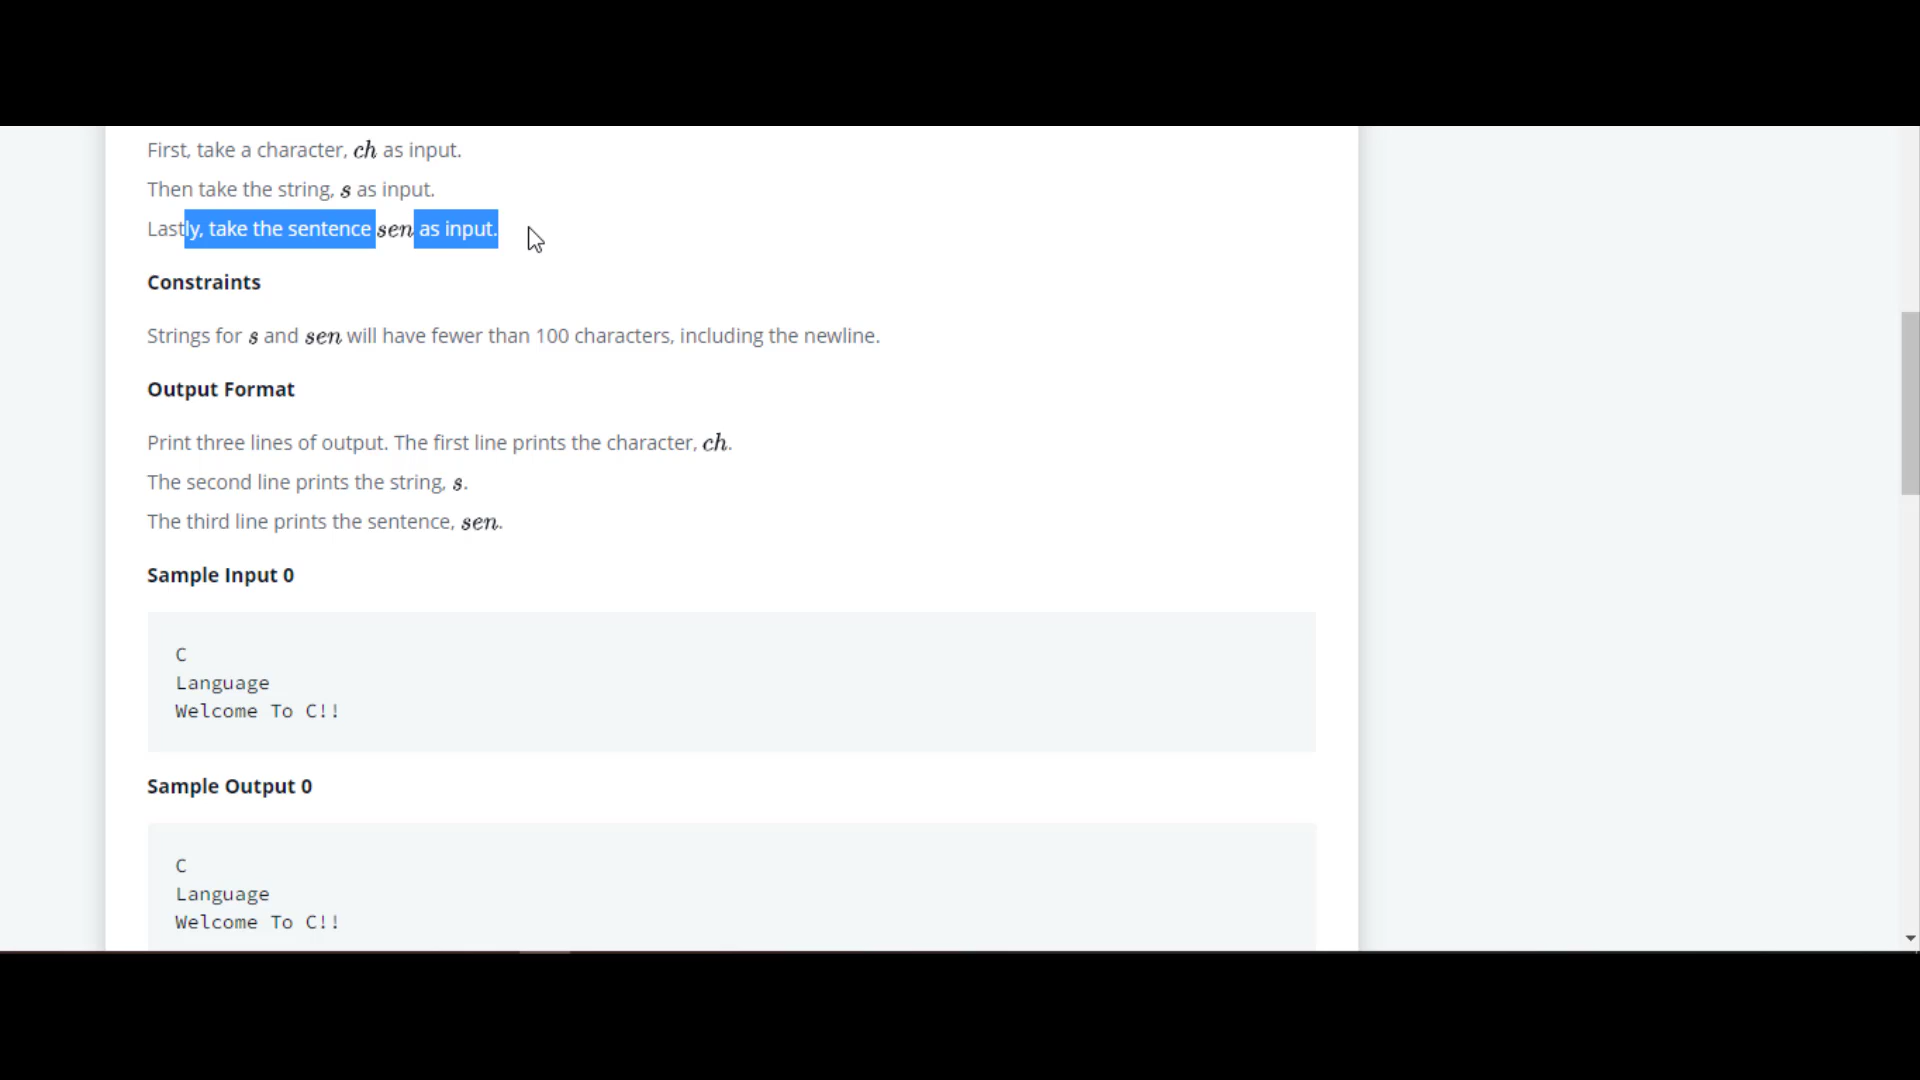 First, take a character, ch as input.
Then take the string, s as input.
Lastly, take the sentence sen as input.
Constraints
Strings for s and sen will have fewer than 100 characters, including the newline.
Output Format
Print three lines of output. The first line prints the character, ch.
The second line prints the string, s.
The third line prints the sentence, sen.
Sample Input 0
C
Language
Welcome To C!!
Sample Output 0
C
Language
Welcome To C!!